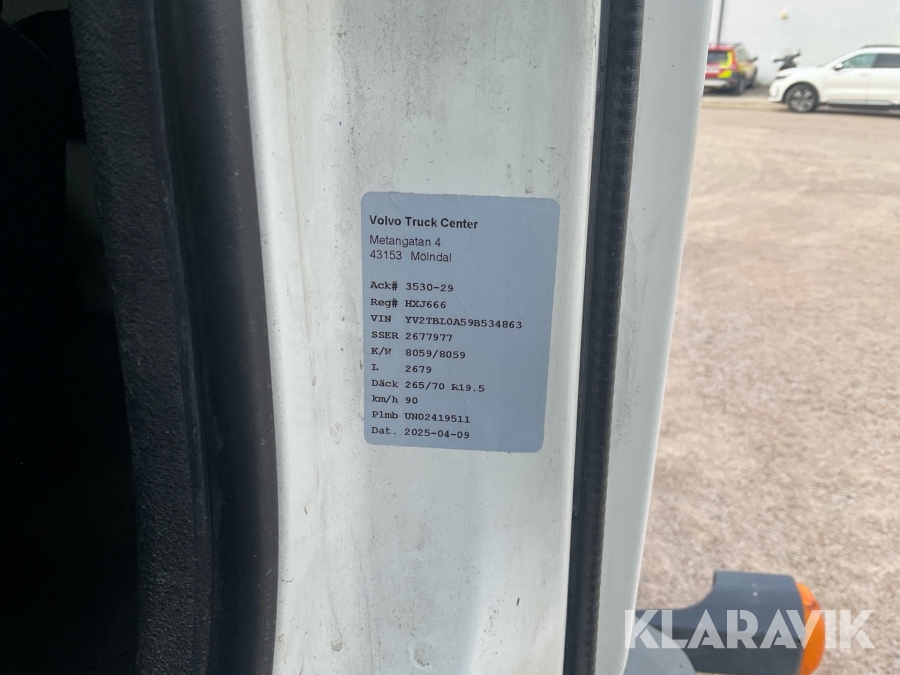 Volvo Truck Center
Metangatan 4
43153 Mölndal
Ack# 3530-29
Reg# HXJ666
VIN YV2TBL0A59B534863
SSER 2677977
K/W 8059/8059
L 2679
Däck 265/70 R19.5
km/h 90
Plmb UN02419511
Dat. 2025-04-09
KLARAVIK